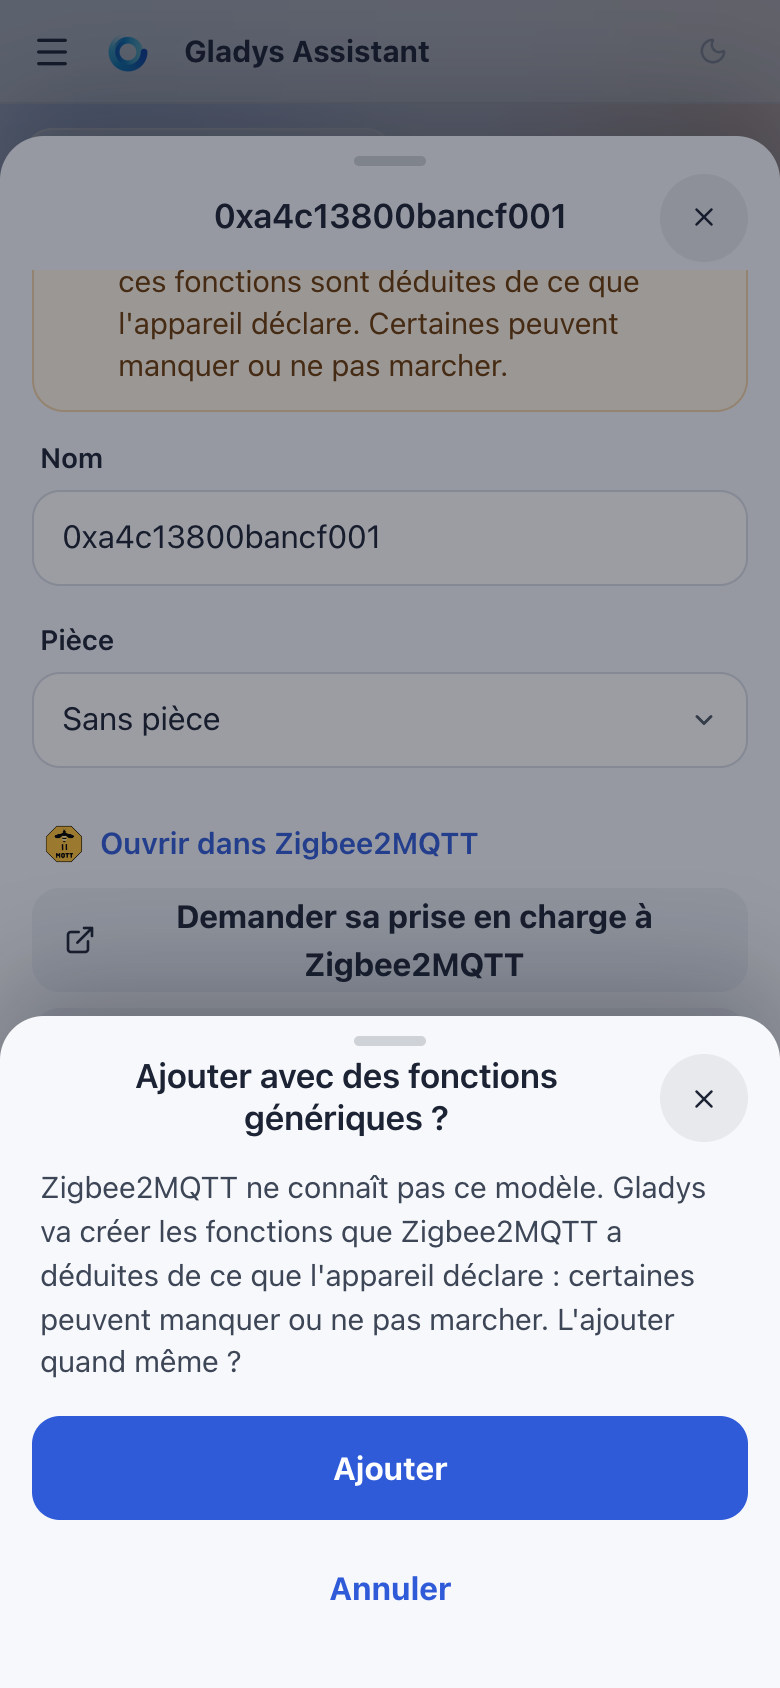 Gladys Assistant
0xa4c13800bancf001
ces fonctions sont déduites de ce que
l'appareil déclare. Certaines peuvent
manquer ou ne pas marcher.
Nom
0xa4c13800bancf001
Pièce
Sans pièce
MQTT
Ouvrir dans Zigbee2MQTT
Demander sa prise en charge à
Zigbee2MQTT
Ajouter avec des fonctions
génériques ?
Zigbee2MQTT ne connaît pas ce modèle. Gladys
va créer les fonctions que Zigbee2MQTT a
déduites de ce que l'appareil déclare : certaines
peuvent manquer ou ne pas marcher. L'ajouter
quand même ?
Ajouter
Annuler